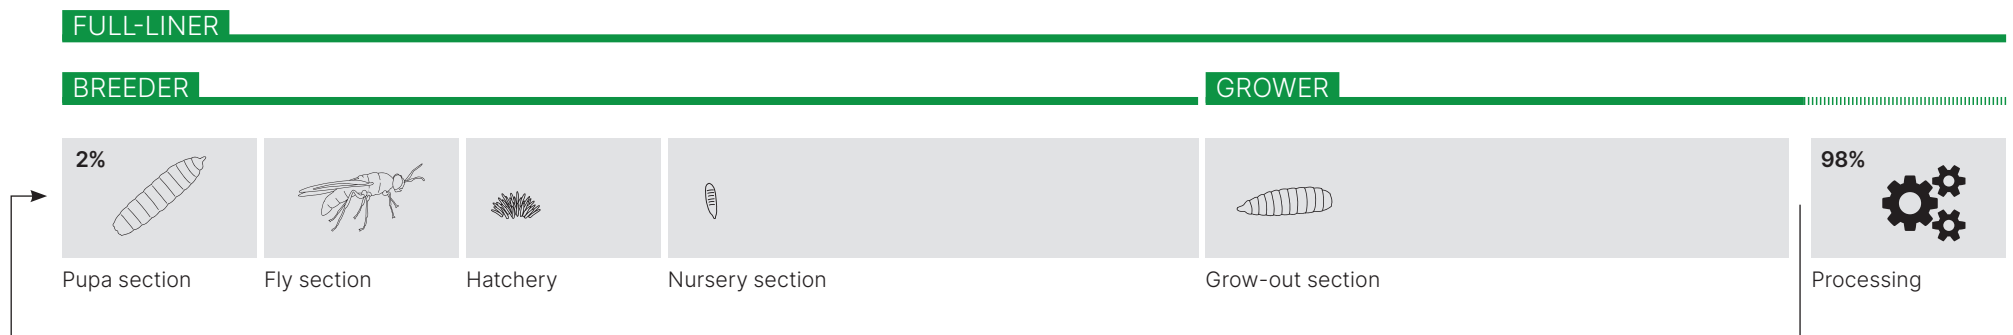 FULL-LINER
BREEDER
GROWER
2%
98%
Pupa section
Fly section
Hatchery
Nursery section
Grow-out section
Processing